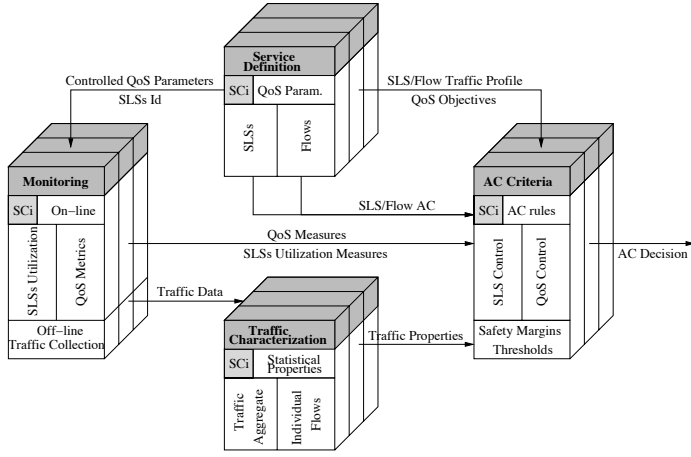 Service
Definition
SCi
QoS Param.
SLSs
Flows
Controlled QoS Parameters
SLSs Id
SLS/Flow Traffic Profile
QoS Objectives
Monitoring
SCi
On-line
SLSs Utilization
QoS Metrics
Off-line
Traffic Collection
SLS/Flow AC
QoS Measures
SLSs Utilization Measures
AC Criteria
SCi
AC rules
SLS Control
QoS Control
Safety Margins
Thresholds
AC Decision
Traffic Data
Traffic
Characterization
SCi
Statistical
Properties
Traffic
Aggregate
Individual
Flows
Traffic Properties